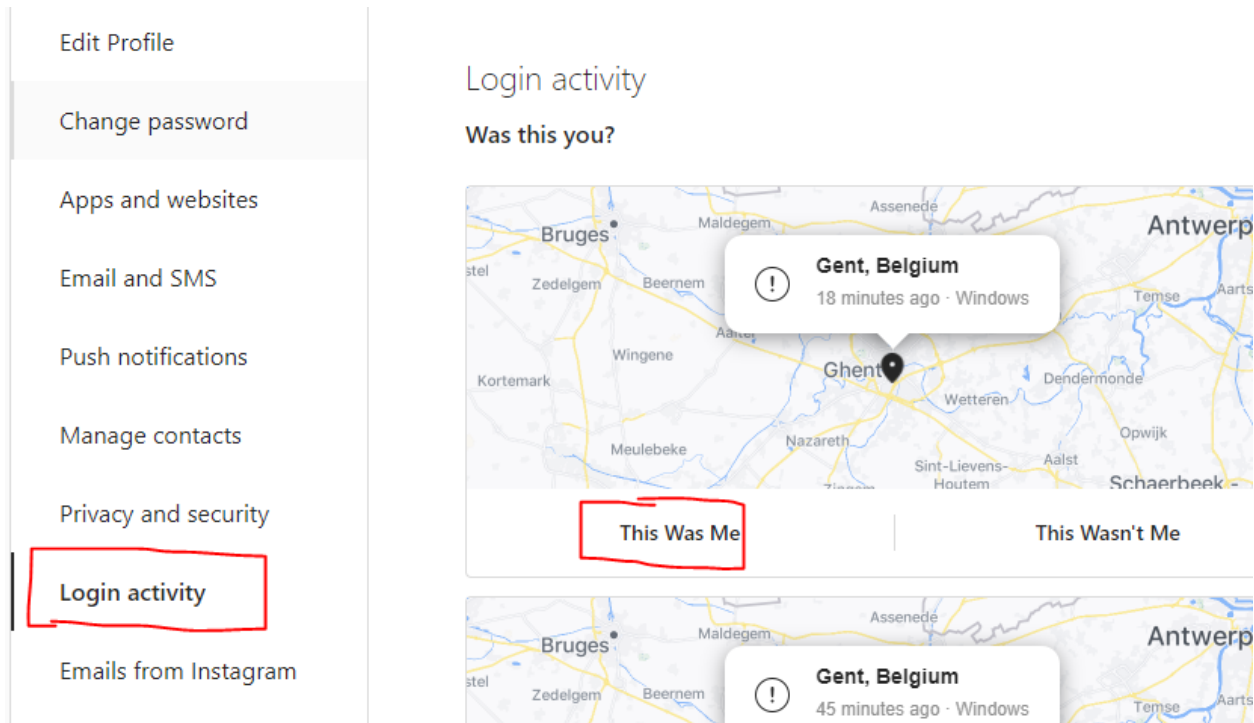 Edit Profile
Change password
Apps and websites
Email and SMS
Push notifications
Manage contacts
Privacy and security
Login activity
Emails from Instagram
Login activity
Was this you?
Assenede
Maldegem
Bruges
Antwerp
Gent, Belgium
18 minutes ago · Windows
Zedelgem
Beernem
Temse
Aarts
Aalter
Wingene
Ghent
Kortemark
Dendermonde
Wetteren
Meulebeke
Nazareth
Opwijk
Sint-Lievens-
Houtem
Aalst
Schaerbeek -
This Was Me
This Wasn't Me
Assenede
Maldegem
Bruges
Antwerp
Gent, Belgium
45 minutes ago · Windows
Zedelgem
Beernem
Temse
Aarts